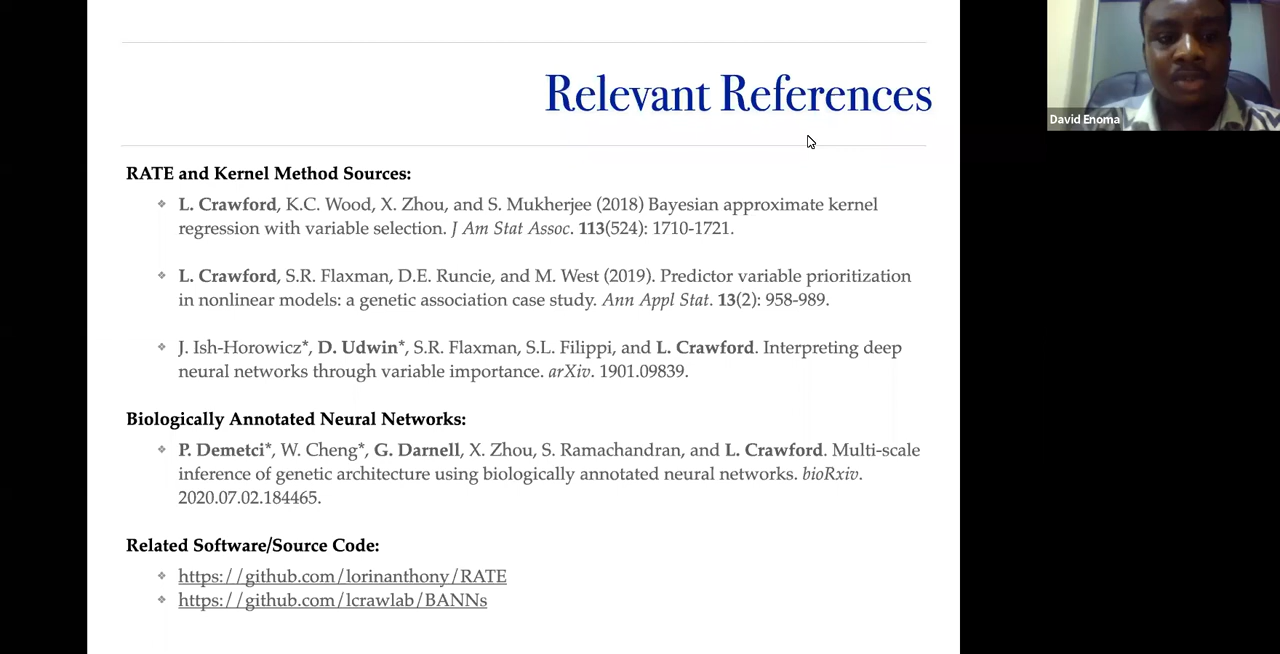 Relevant References
David Enoma
RATE and Kernel Method Sources:
❖ L. Crawford, K.C. Wood, X. Zhou, and S. Mukherjee (2018) Bayesian approximate kernel
regression with variable selection. J Am Stat Assoc. 113(524): 1710-1721.
❖ L. Crawford, S.R. Flaxman, D.E. Runcie, and M. West (2019). Predictor variable prioritization
in nonlinear models: a genetic association case study. Ann Appl Stat. 13(2): 958-989.
❖ J. Ish-Horowicz*, D. Udwin*, S.R. Flaxman, S.L. Filippi, and L. Crawford. Interpreting deep
neural networks through variable importance. arXiv. 1901.09839.
Biologically Annotated Neural Networks:
❖ P. Demetci*, W. Cheng*, G. Darnell, X. Zhou, S. Ramachandran, and L. Crawford. Multi-scale
inference of genetic architecture using biologically annotated neural networks. bioRxiv.
2020.07.02.184465.
Related Software/Source Code:
❖ https://github.com/lorinanthony/RATE
❖ https://github.com/lcrawlab/BANNs